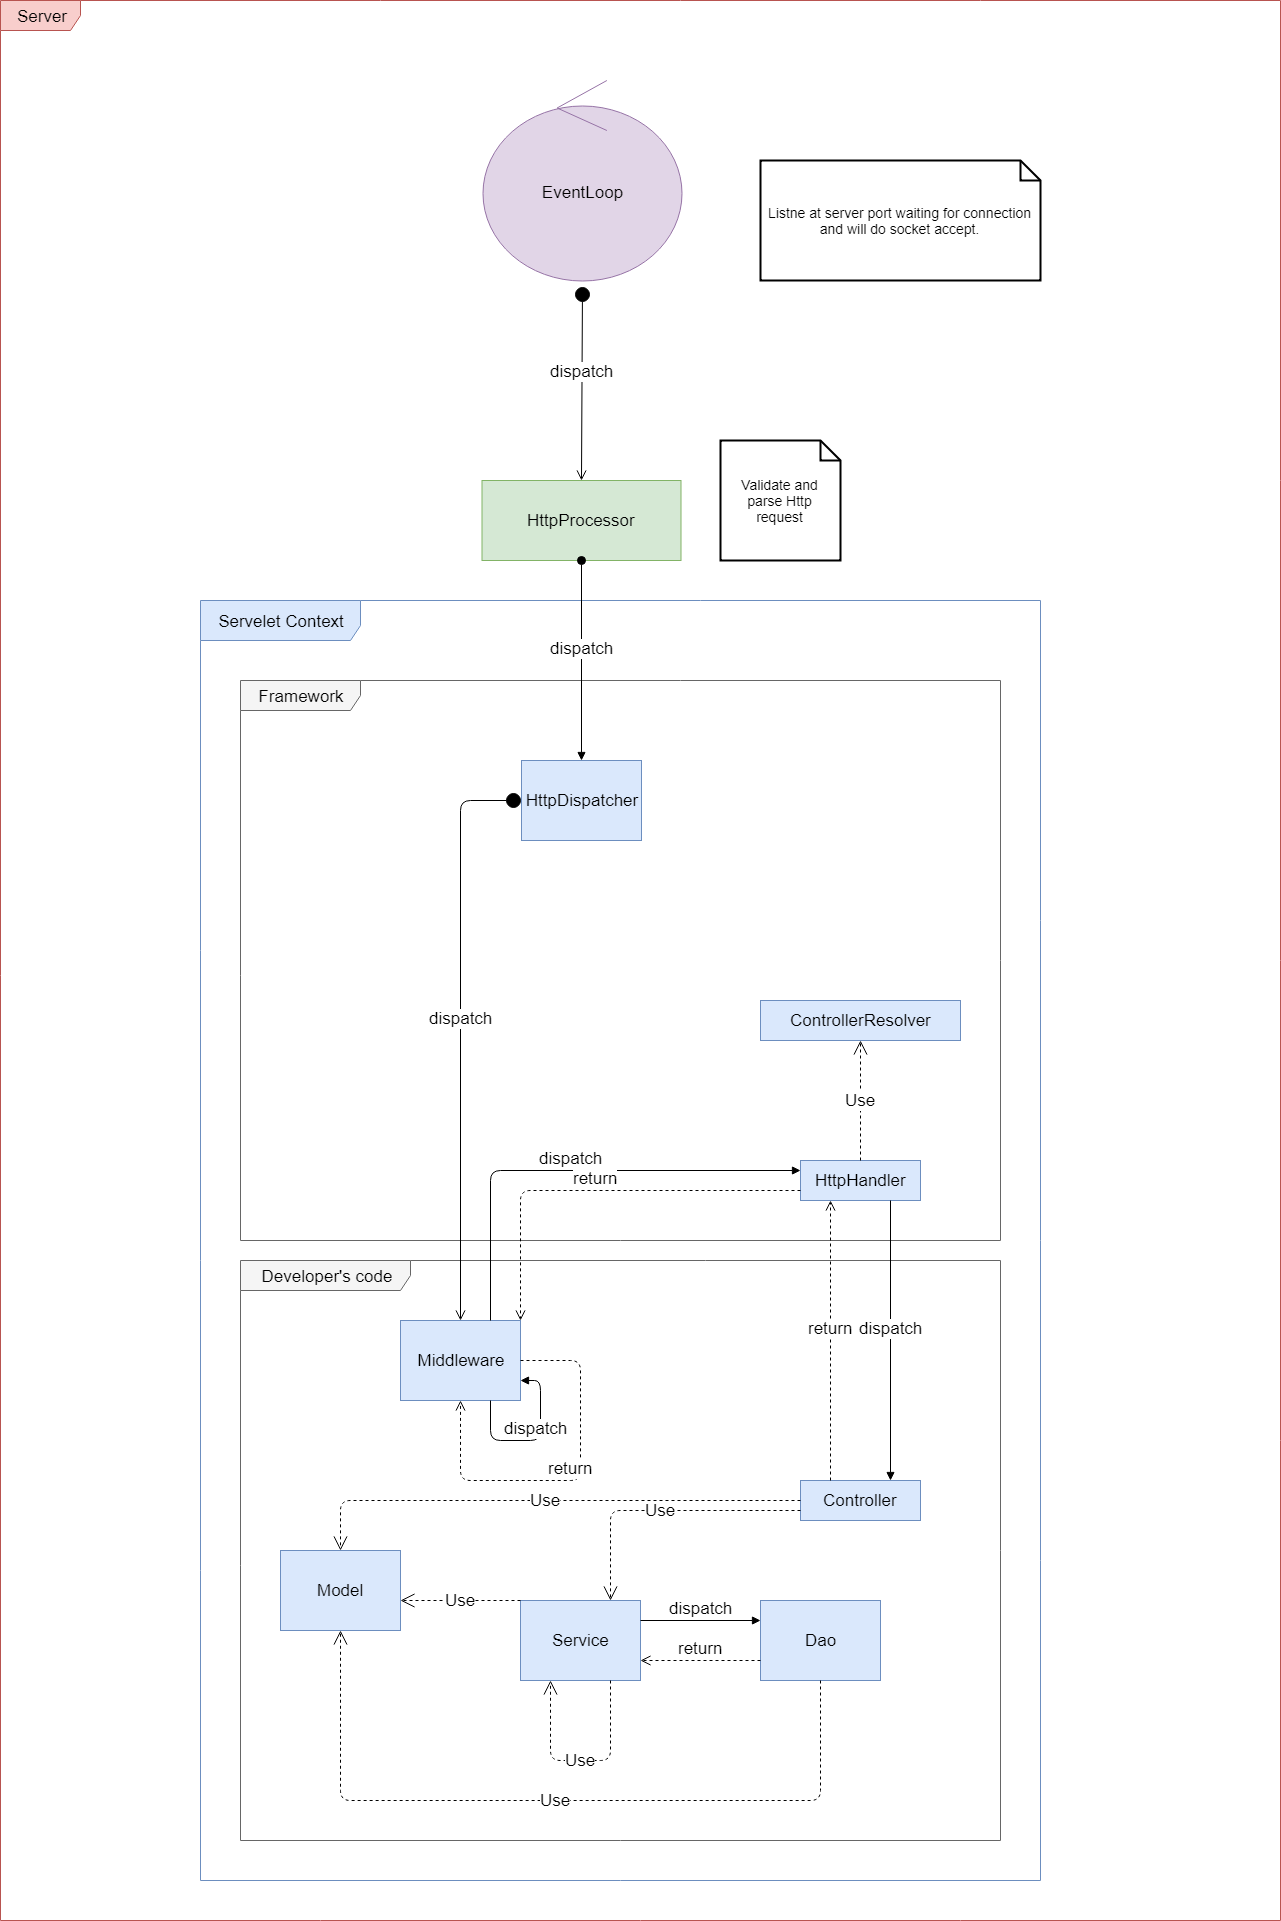 Server
EventLoop
Listne at server port waiting for connection
and will do socket accept.
dispatch
HttpProcessor
Validate and
parse Http
request
Servelet Context
dispatch
Framework
HttpDispatcher
dispatch
ControllerResolver
Use
dispatch
return
HttpHandler
Developer's code
return
dispatch
Middleware
dispatch
return
Use
Use
Controller
Model
Use
dispatch
Service
Dao
return
Use
Use